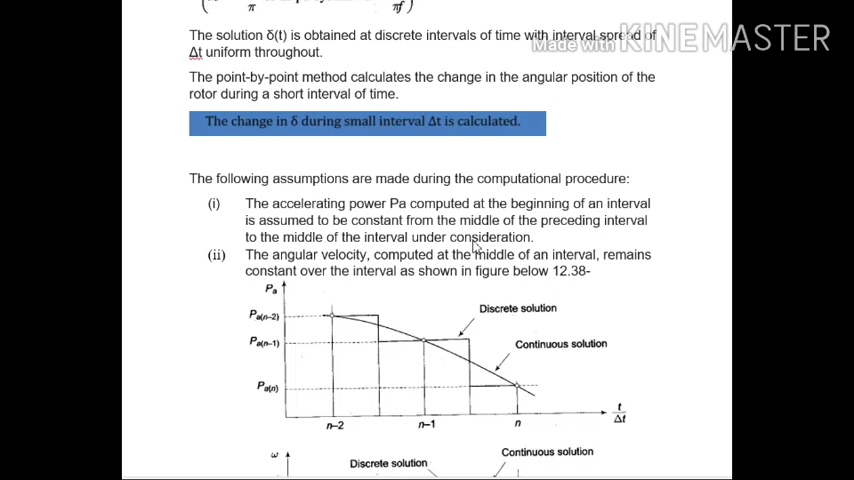 π
πf
The solution δ(t) is obtained at discrete intervals of time with interval spread of
Δt uniform throughout.
Made with KINEMASTER
The point-by-point method calculates the change in the angular position of the
rotor during a short interval of time.
The change in δ during small interval Δt is calculated.
The following assumptions are made during the computational procedure:
(i) The accelerating power Pa computed at the beginning of an interval
is assumed to be constant from the middle of the preceding interval
to the middle of the interval under consideration.
(ii) The angular velocity, computed at the middle of an interval, remains
constant over the interval as shown in figure below 12.38-
Pa
Discrete solution
Pa(n–2)
Pa(n–1)
Continuous solution
Pa(n)
n–2 n–1 n t/Δt
ω
Discrete solution
Continuous solution